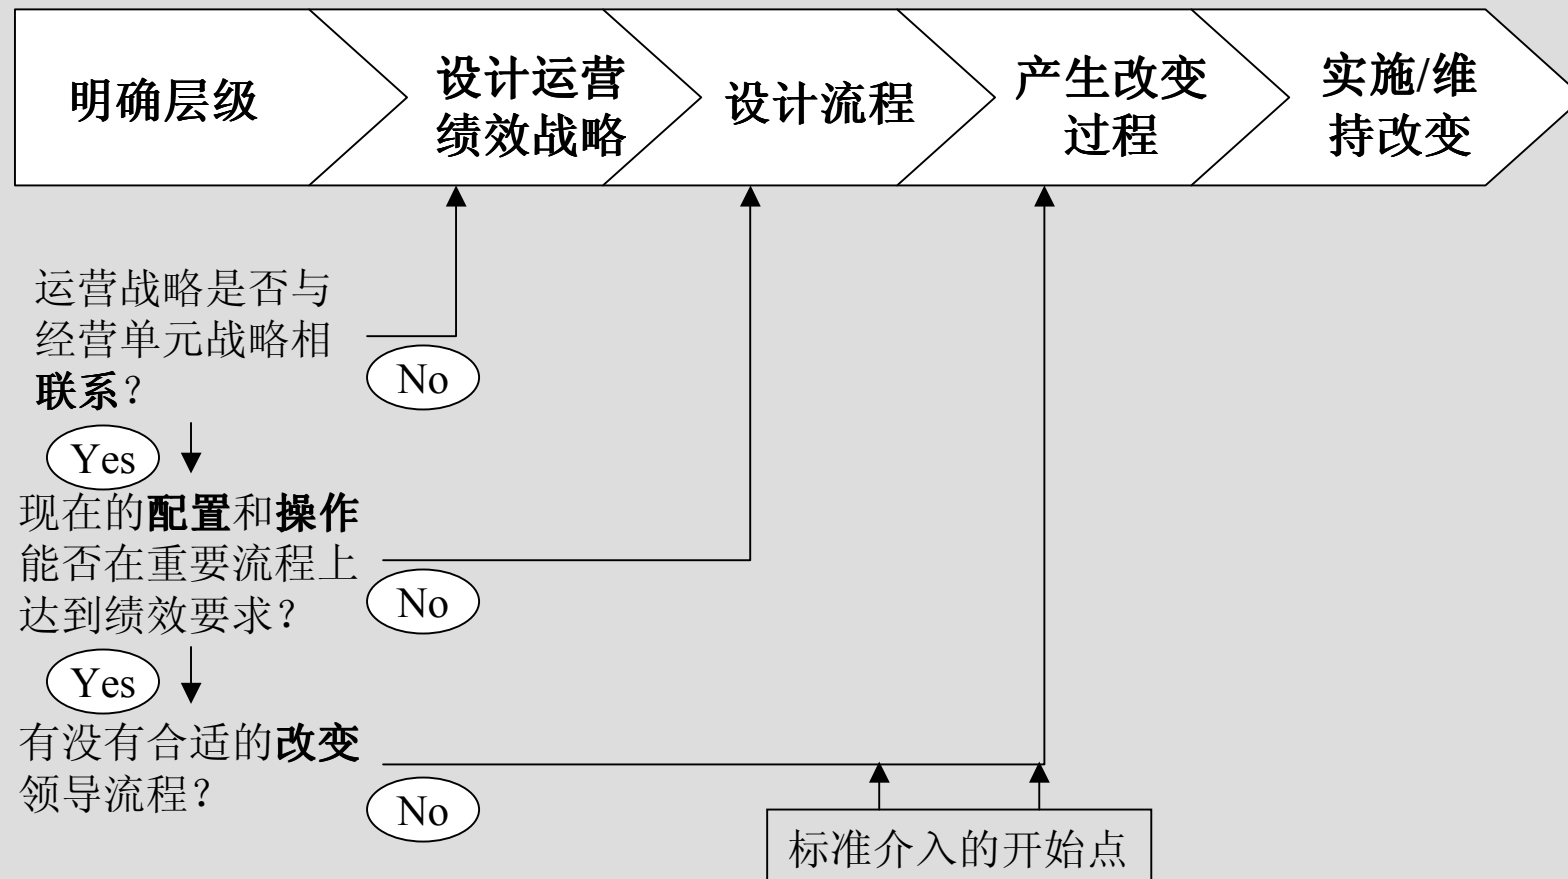 明确层级
设计运营
绩效战略
设计流程
产生改变
过程
实施/维
持改变
运营战略是否与
经营单元战略相
联系？
No
Yes
现在的配置和操作
能否在重要流程上
达到绩效要求？
No
Yes
有没有合适的改变
领导流程？
No
标准介入的开始点